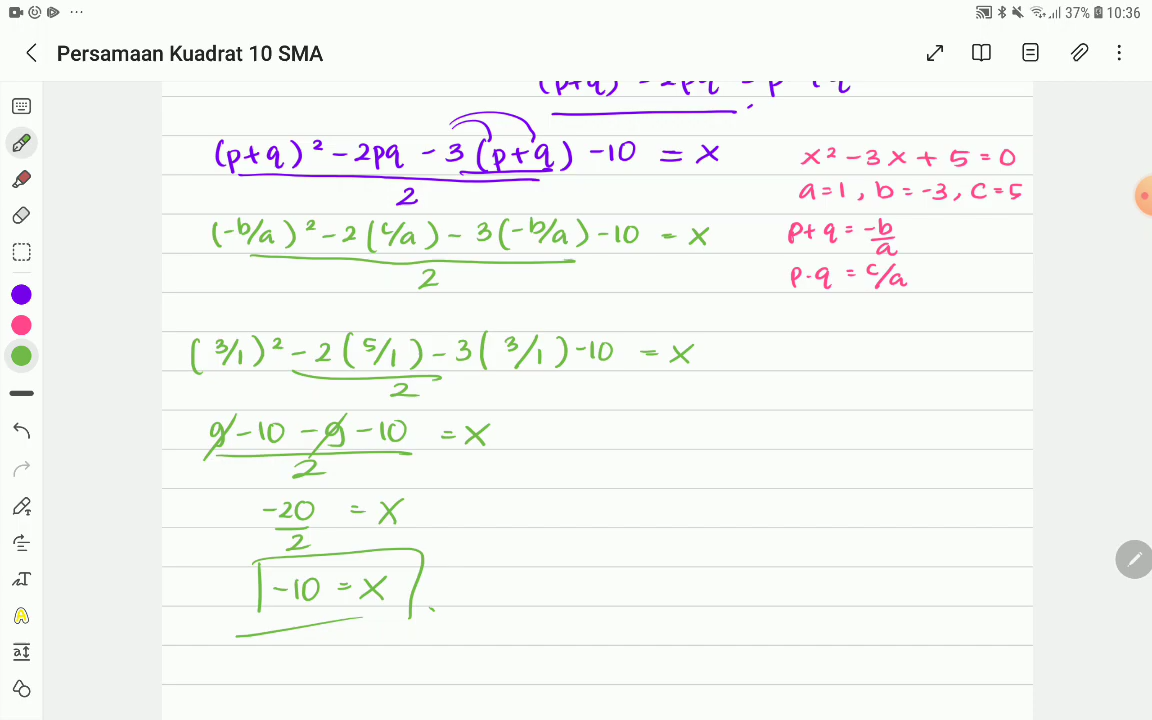 37% 10:36
Persamaan Kuadrat 10 SMA
(p+q)² - 2pq - 3(p+q) - 10 = x
2
(-b/a)² - 2(c/a) - 3(-b/a) - 10 = x
2
(3/1)² - 2(5/1) - 3(3/1) - 10 = x
2
9 - 10 - 9 - 10 = x
2
-20 = x
2
-10 = x
x² - 3x + 5 = 0
a = 1, b = -3, c = 5
p+q = -b
a
p·q = c/a